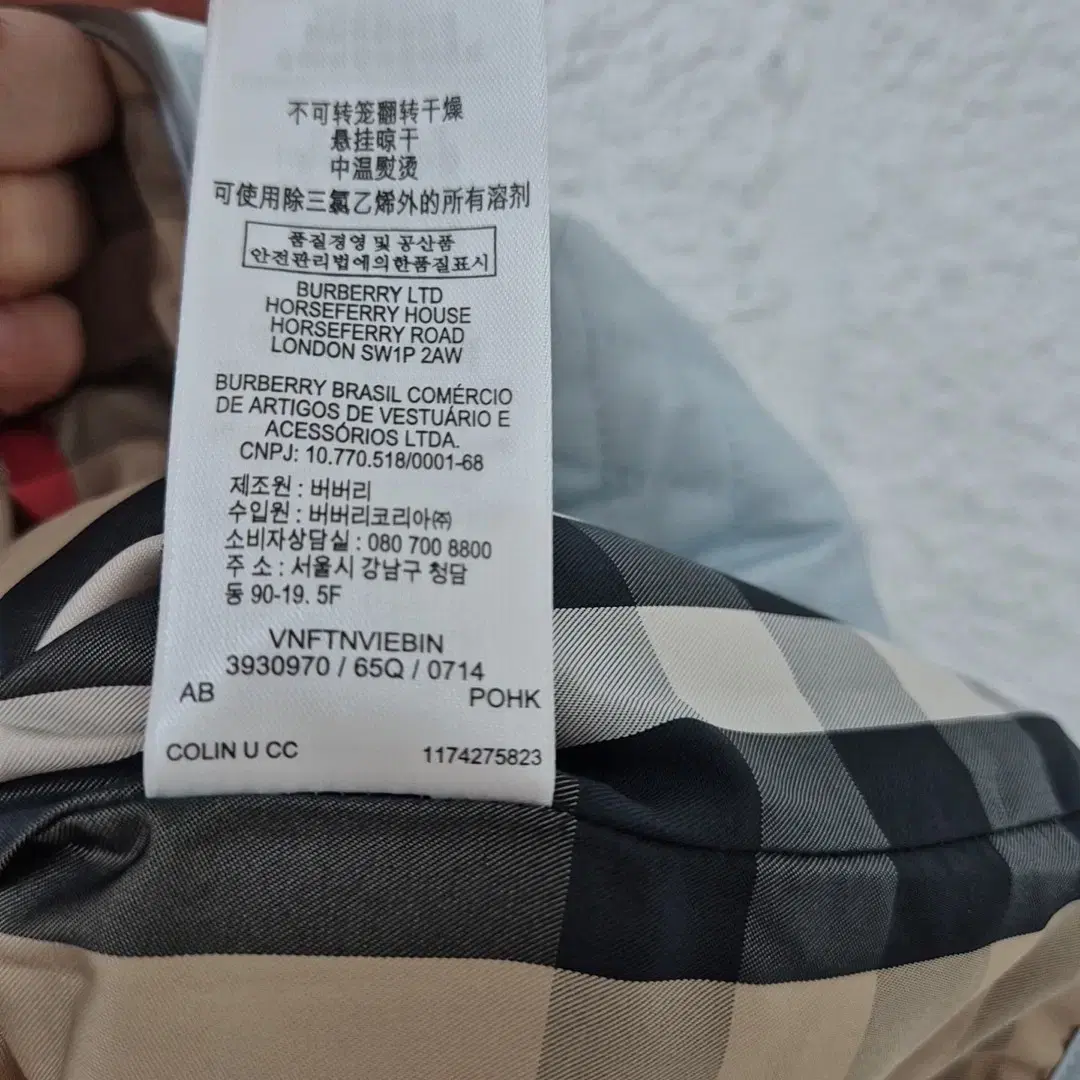 不可转笼翻转干燥
悬挂晾干
中温熨烫
可使用除三氯乙烯外的所有溶剂
품질경영 및 공산품
안전관리법에의한품질표시
BURBERRY LTD
HORSEFERRY HOUSE
HORSEFERRY ROAD
LONDON SW1P 2AW
BURBERRY BRASIL COMÉRCIO
DE ARTIGOS DE VESTUÁRIO E
ACESSÓRIOS LTDA.
CNPJ: 10.770.518/0001-68
제조원 : 버버리
수입원 : 버버리코리아㈜
소비자상담실 : 080 700 8800
주 소 : 서울시 강남구 청담
동 90-19. 5F
VNFTNVIEBIN
3930970 / 65Q / 0714
AB POHK
COLIN U CC 1174275823